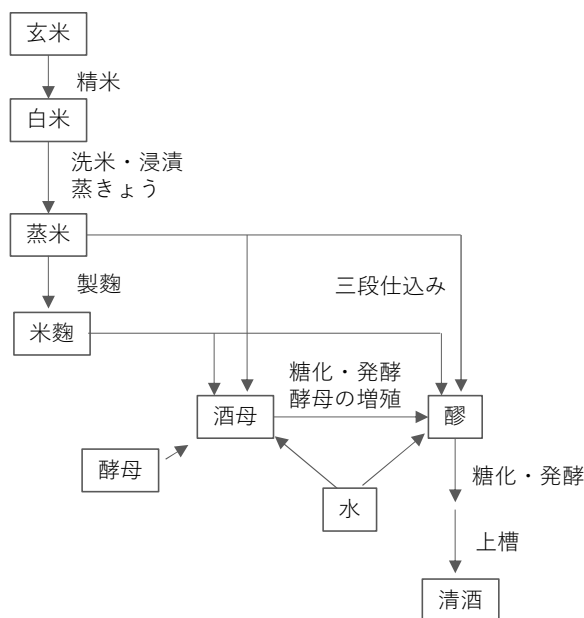 玄米
精米
白米
洗米・浸漬
蒸きょう
蒸米
製麴
三段仕込み
米麴
糖化・発酵
酵母の増殖
酒母
醪
酵母
水
糖化・発酵
上槽
清酒